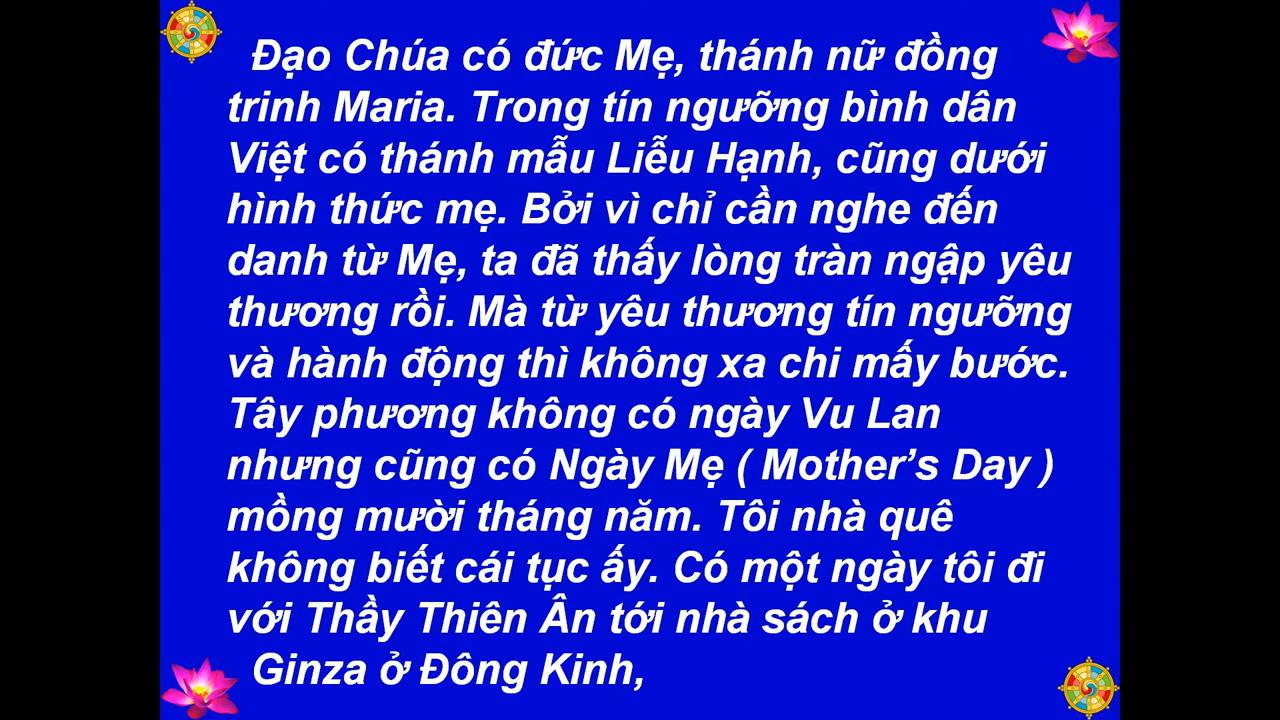 Đạo Chúa có đức Mẹ, thánh nữ đồng
trinh Maria. Trong tín ngưỡng bình dân
Việt có thánh mẫu Liễu Hạnh, cũng dưới
hình thức mẹ. Bởi vì chỉ cần nghe đến
danh từ Mẹ, ta đã thấy lòng tràn ngập yêu
thương rồi. Mà từ yêu thương tín ngưỡng
và hành động thì không xa chi mấy bước.
Tây phương không có ngày Vu Lan
nhưng cũng có Ngày Mẹ ( Mother’s Day )
mồng mười tháng năm. Tôi nhà quê
không biết cái tục ấy. Có một ngày tôi đi
với Thầy Thiên Ân tới nhà sách ở khu
Ginza ở Đông Kinh,